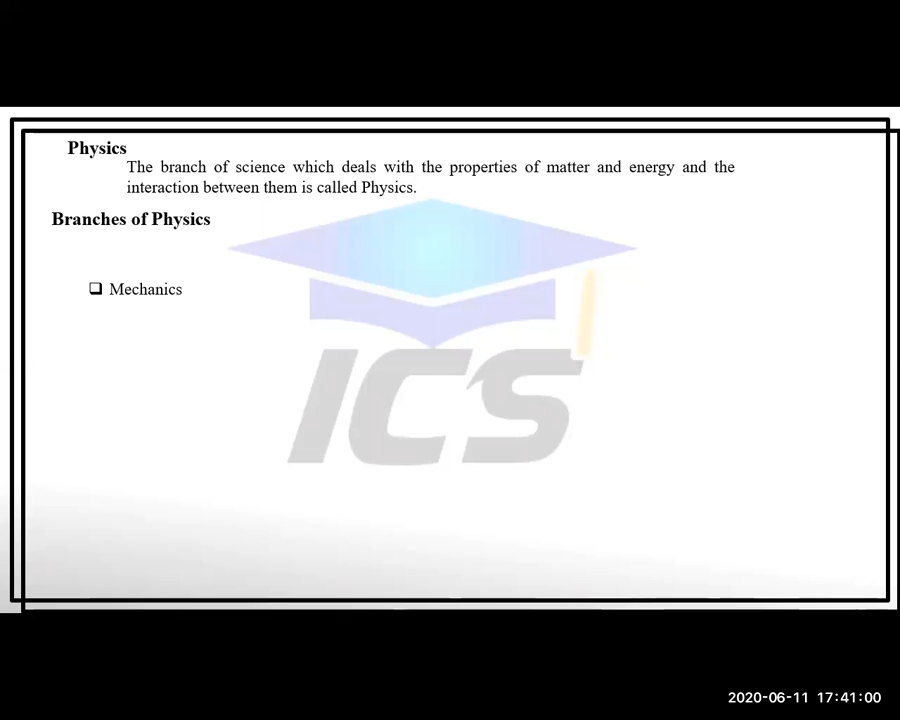 Physics
The branch of science which deals with the properties of matter and energy and the
interaction between them is called Physics.
Branches of Physics
❑ Mechanics
ICS
2020-06-11 17:41:00